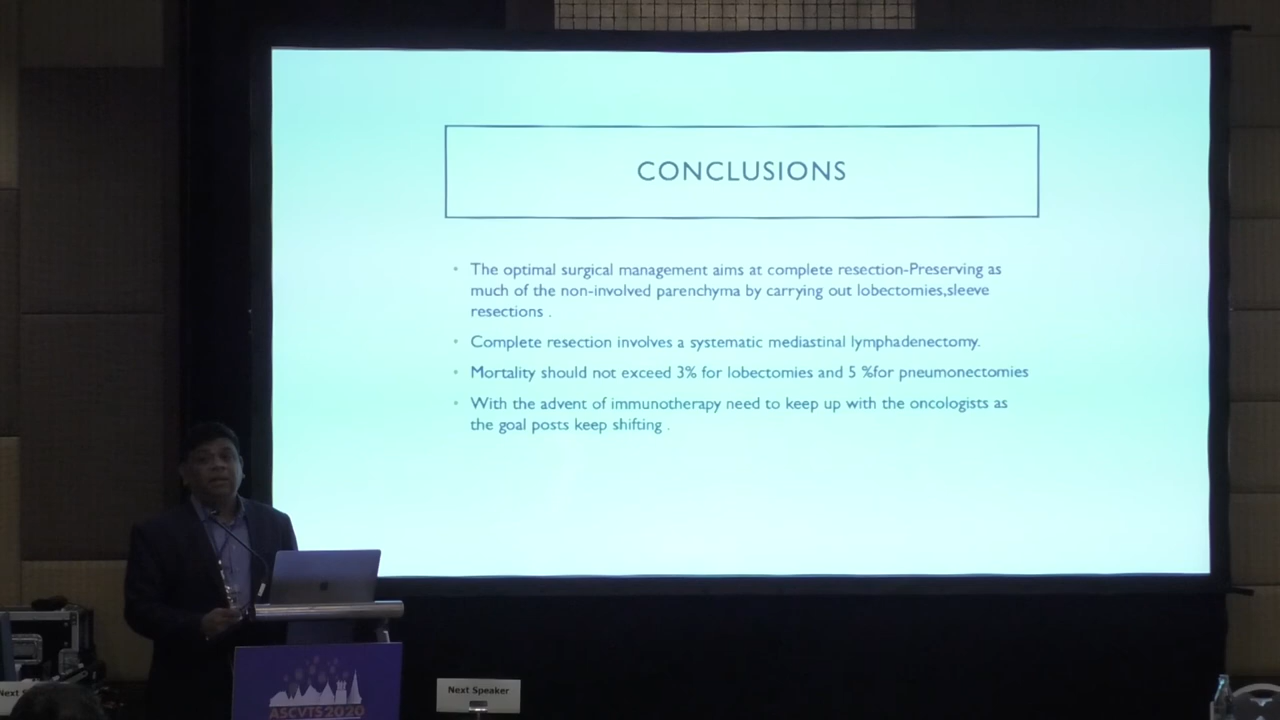 CONCLUSIONS
• The optimal surgical management aims at complete resection-Preserving as
much of the non-involved parenchyma by carrying out lobectomies,sleeve
resections .
• Complete resection involves a systematic mediastinal lymphadenectomy.
• Mortality should not exceed 3% for lobectomies and 5 %for pneumonectomies
• With the advent of immunotherapy need to keep up with the oncologists as
the goal posts keep shifting .
Next Speaker
Next
ASCVTS2020